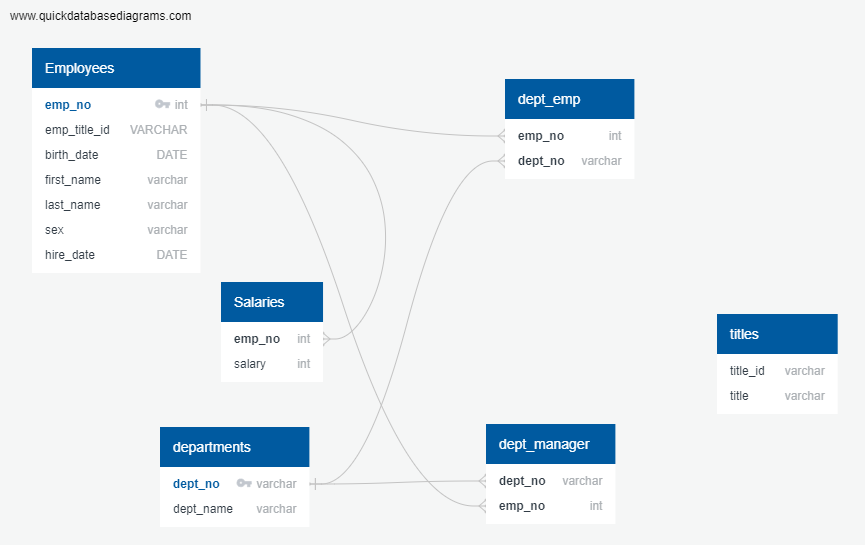 www.quickdatabasediagrams.com
Employees
emp_no int
emp_title_id VARCHAR
birth_date DATE
first_name varchar
last_name varchar
sex varchar
hire_date DATE
dept_emp
emp_no int
dept_no varchar
Salaries
emp_no int
salary int
titles
title_id varchar
title varchar
departments
dept_no varchar
dept_name varchar
dept_manager
dept_no varchar
emp_no int